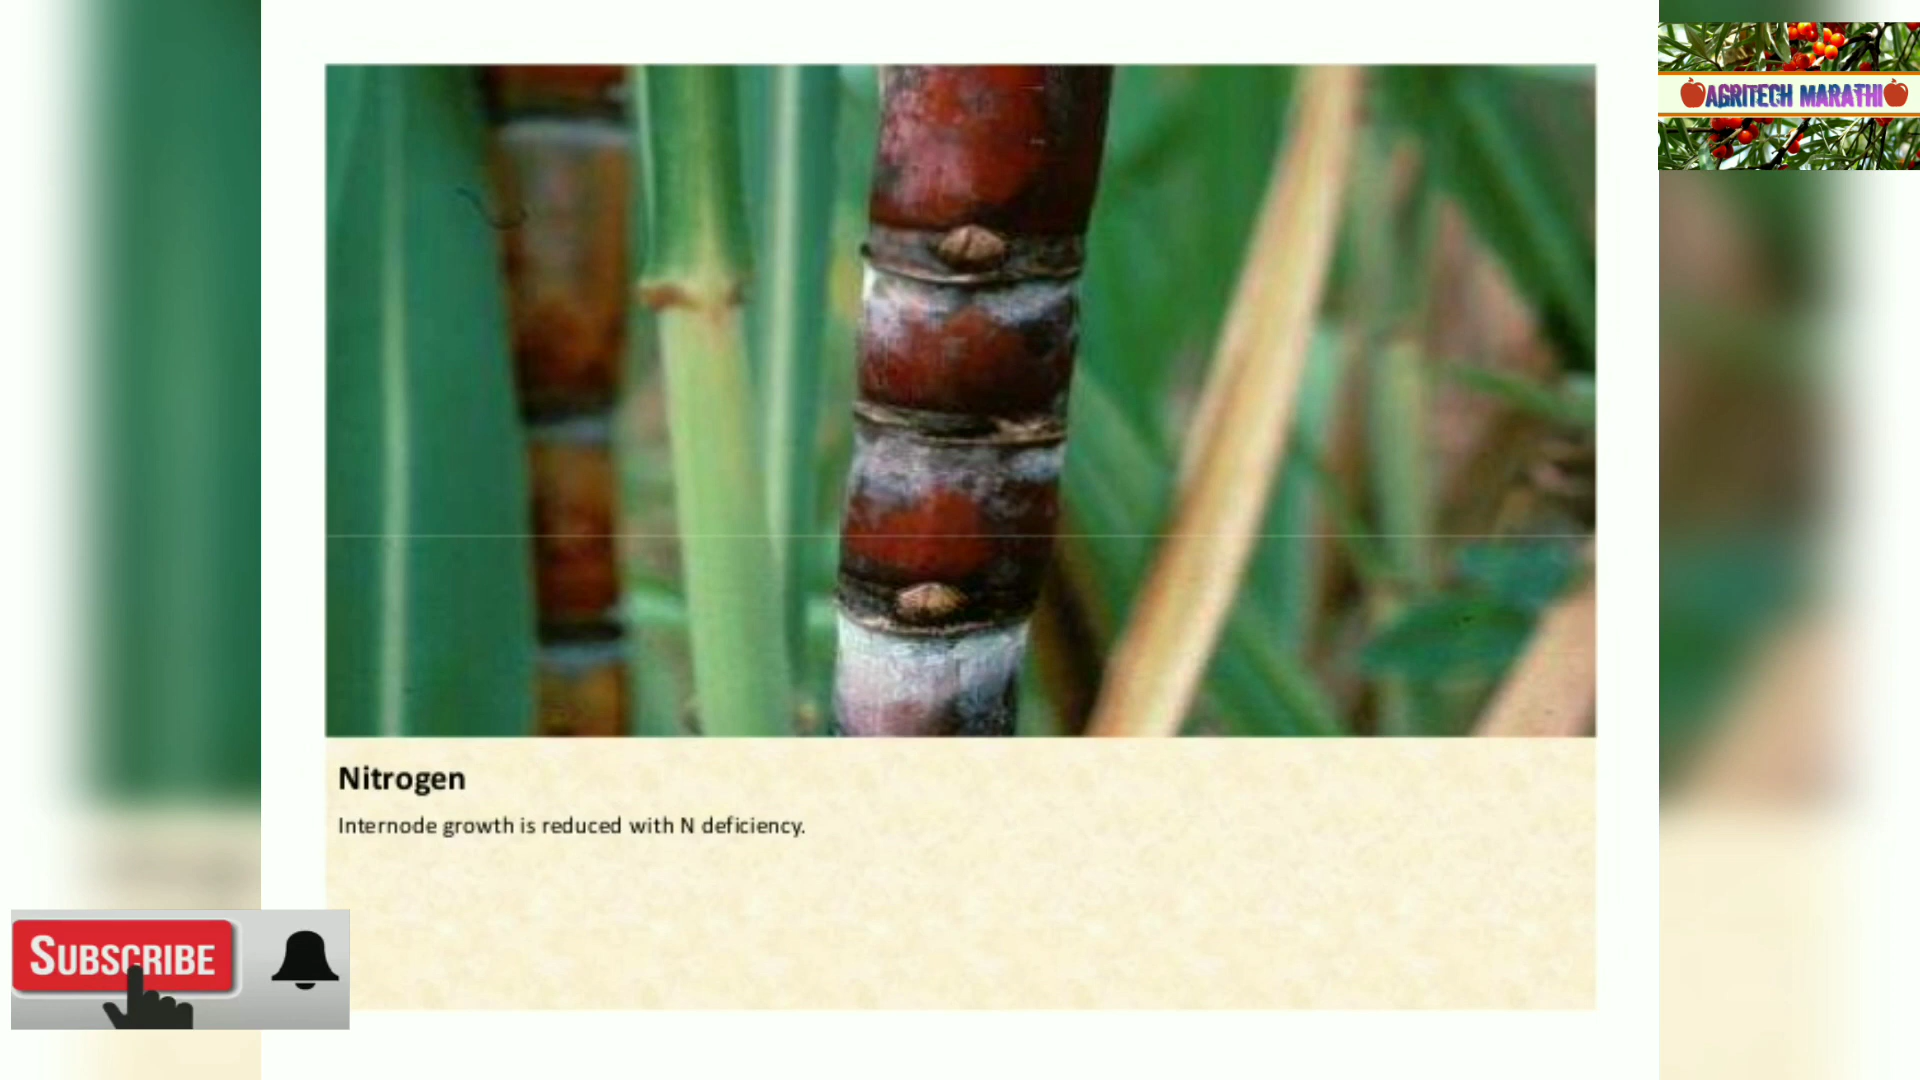 AGRITECH MARATHI
Nitrogen
Internode growth is reduced with N deficiency.
SUBSCRIBE